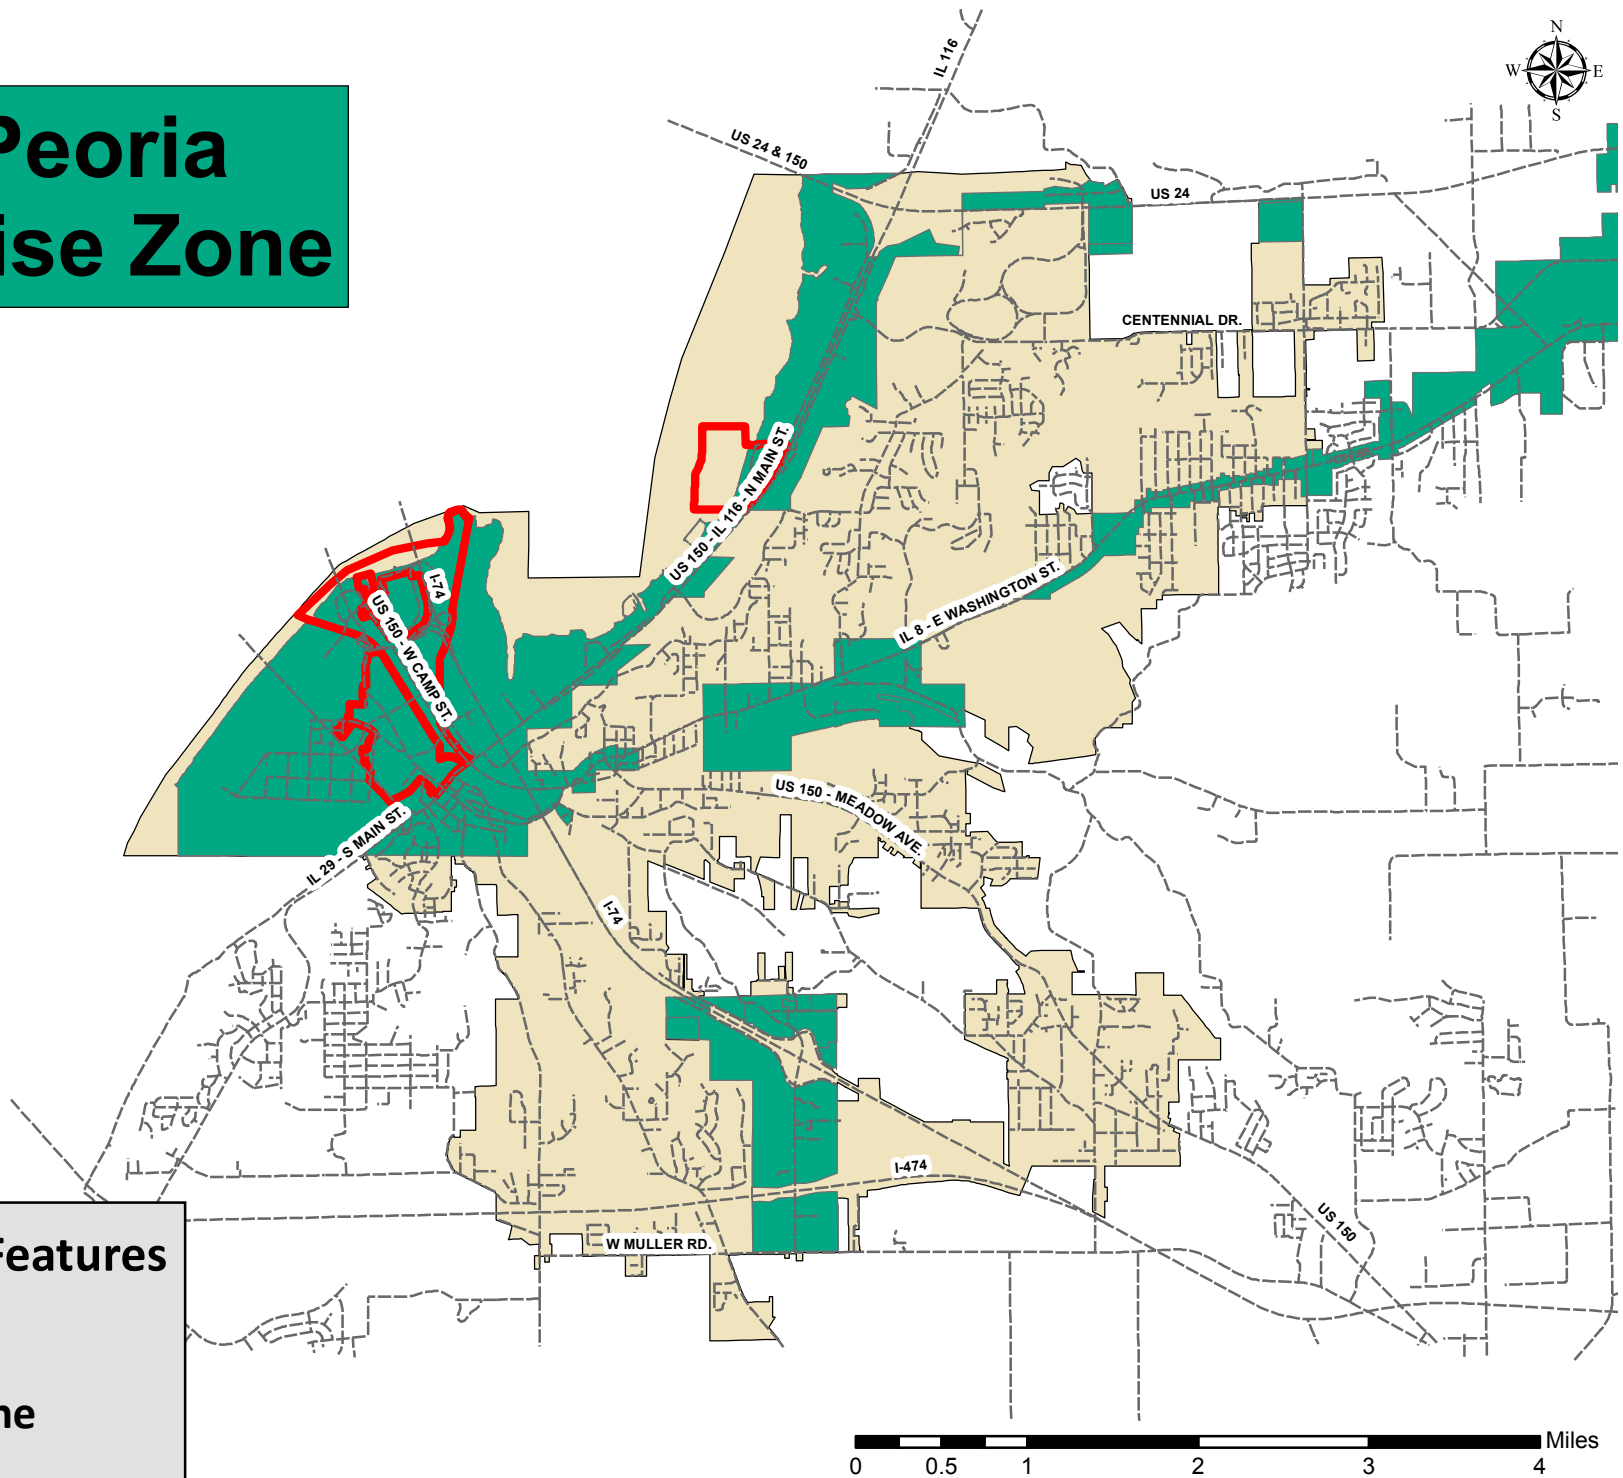 N
W E
S
Peoria
ise Zone
IL 116
US 24 & 150
US 24
CENTENNIAL DR.
US 150 - IL 116 - N MAIN ST.
I-74
US 150 - W CAMP ST.
IL 8 - E WASHINGTON ST.
US 150 - MEADOW AVE.
IL 29 - S MAIN ST.
I-74
I-474
US 150
W MULLER RD.
Features
ne
Miles
0 0.5 1 2 3 4